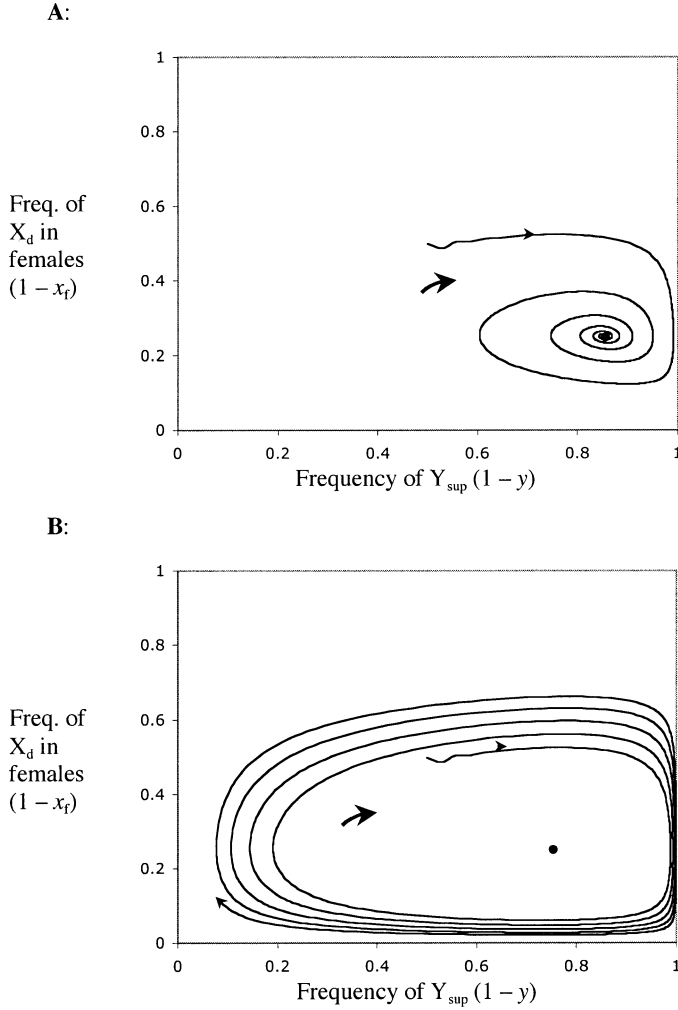 A:
1
0.8
0.6
Freq. of
X_d in
females
(1 – x_f)
0.4
0.2
0
0 0.2 0.4 0.6 0.8 1
Frequency of Y_sup (1 – y)
B:
1
0.8
0.6
Freq. of
X_d in
females
(1 – x_f)
0.4
0.2
0
0 0.2 0.4 0.6 0.8 1
Frequency of Y_sup (1 – y)